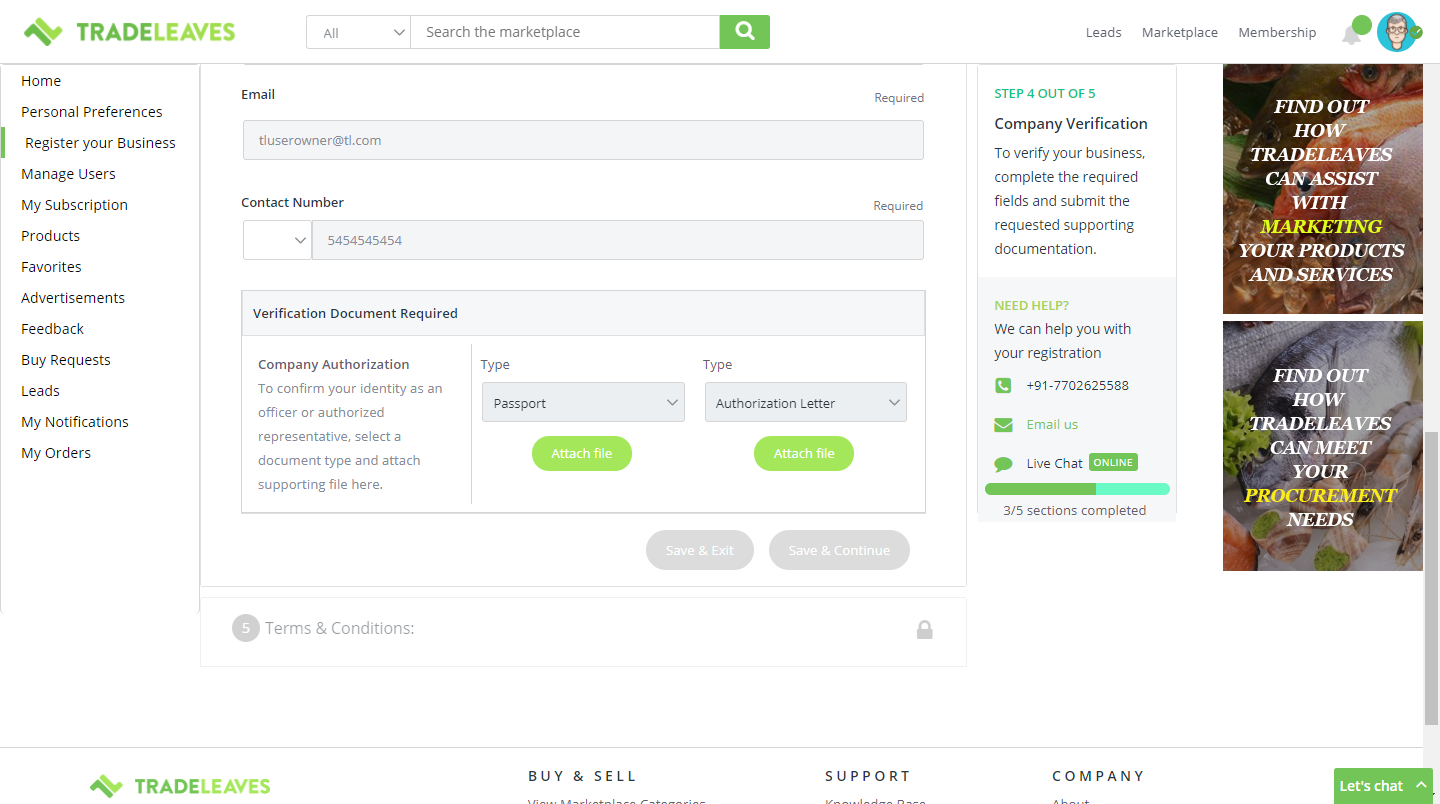 TRADELEAVES
All
Search the marketplace
Leads
Marketplace
Membership
Home
Personal Preferences
Register your Business
Manage Users
My Subscription
Products
Favorites
Advertisements
Feedback
Buy Requests
Leads
My Notifications
My Orders
Email
Required
tluserowner@tl.com
Contact Number
Required
5454545454
Verification Document Required
Company Authorization
To confirm your identity as an
officer or authorized
representative, select a
document type and attach
supporting file here.
Type
Passport
Attach file
Type
Authorization Letter
Attach file
Save & Exit
Save & Continue
5 Terms & Conditions:
STEP 4 OUT OF 5
Company Verification
To verify your business,
complete the required
fields and submit the
requested supporting
documentation.
NEED HELP?
We can help you with
your registration
+91-7702625588
Email us
Live Chat ONLINE
3/5 sections completed
FIND OUT
HOW
TRADELEAVES
CAN ASSIST
WITH
MARKETING
YOUR PRODUCTS
AND SERVICES
FIND OUT
HOW
TRADELEAVES
CAN MEET
YOUR
PROCUREMENT
NEEDS
TRADELEAVES
BUY & SELL
View Marketplace Categories
SUPPORT
Knowledge Base
COMPANY
About
Let's chat